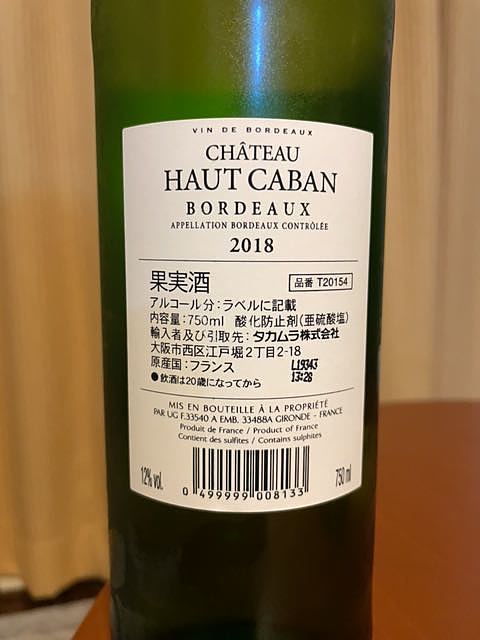 VIN DE BORDEAUX
CHÂTEAU
HAUT CABAN
BORDEAUX
APPELLATION BORDEAUX CONTRÔLÉE
2018
果実酒 品番 T20154
アルコール分:ラベルに記載
内容量:750ml 酸化防止剤(亜硫酸塩)
輸入者及び引取先:タカムラ株式会社
大阪市西区江戸堀2丁目2-18
原産国:フランス L19343
●飲酒は20歳になってから 13:28
MIS EN BOUTEILLE À LA PROPRIÉTÉ
PAR UG F.33540 A EMB. 33488A GIRONDE - FRANCE
Produit de France / Product of France
Contient des sulfites / Contains sulphites
12% vol. 750 ml
0 499999 008133